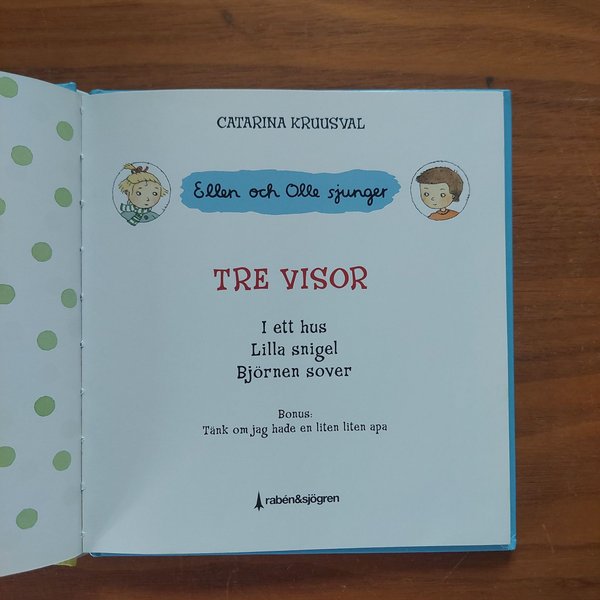 CATARINA KRUUSVAL
Ellen och Olle sjunger
TRE VISOR
I ett hus
Lilla snigel
Björnen sover
Bonus:
Tänk om jag hade en liten liten apa
rabén&sjögren